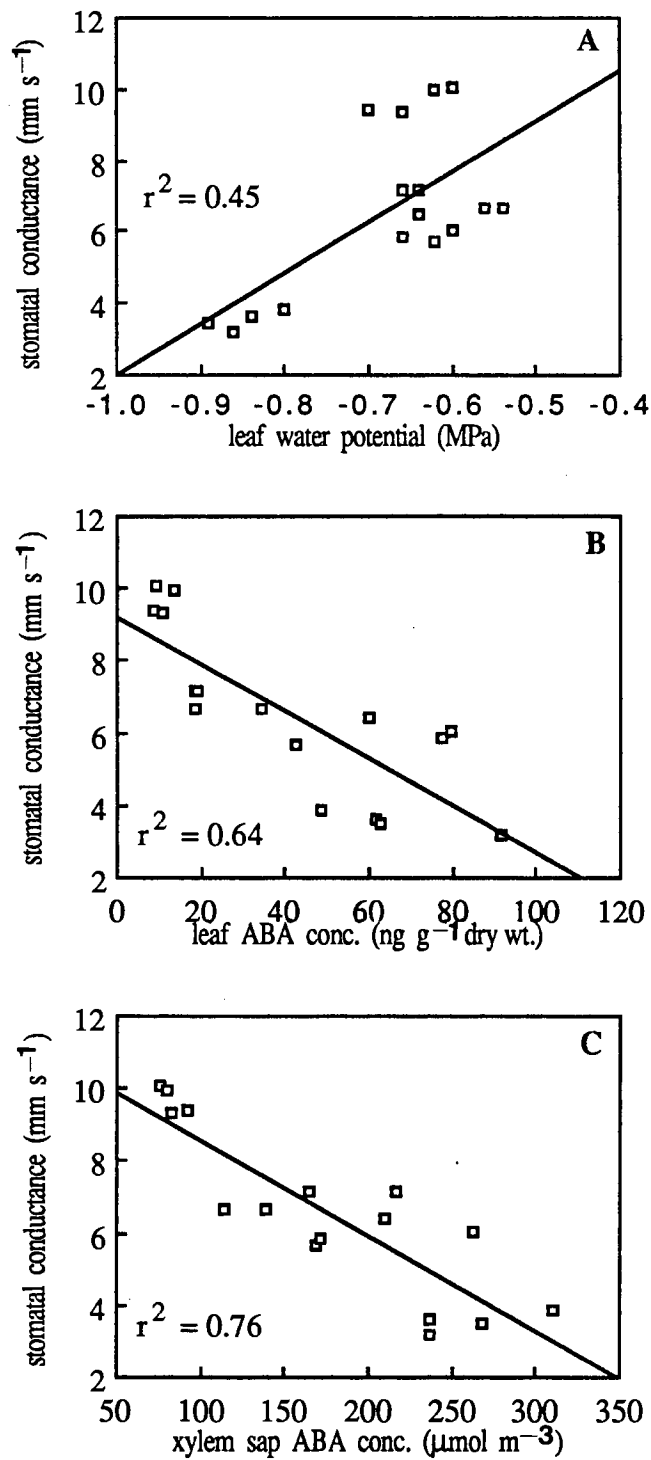 A
12
10
8
6
4
2
stomatal conductance (mm s⁻¹)
r² = 0.45
-1.0 -0.9 -0.8 -0.7 -0.6 -0.5 -0.4
leaf water potential (MPa)
B
12
10
8
6
4
2
stomatal conductance (mm s⁻¹)
r² = 0.64
0 20 40 60 80 100 120
leaf ABA conc. (ng g⁻¹ dry wt.)
C
12
10
8
6
4
2
stomatal conductance (mm s⁻¹)
r² = 0.76
50 100 150 200 250 300 350
xylem sap ABA conc. (μmol m⁻³)